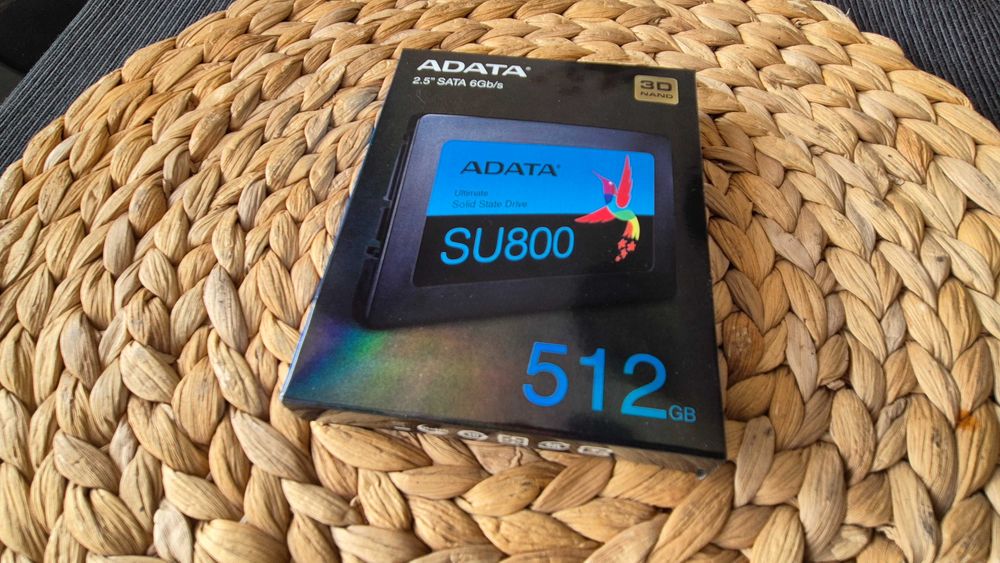 ADATA®
2.5" SATA 6Gb/s
3D
NAND
ADATA®
Ultimate
Solid State Drive
SU800
512GB